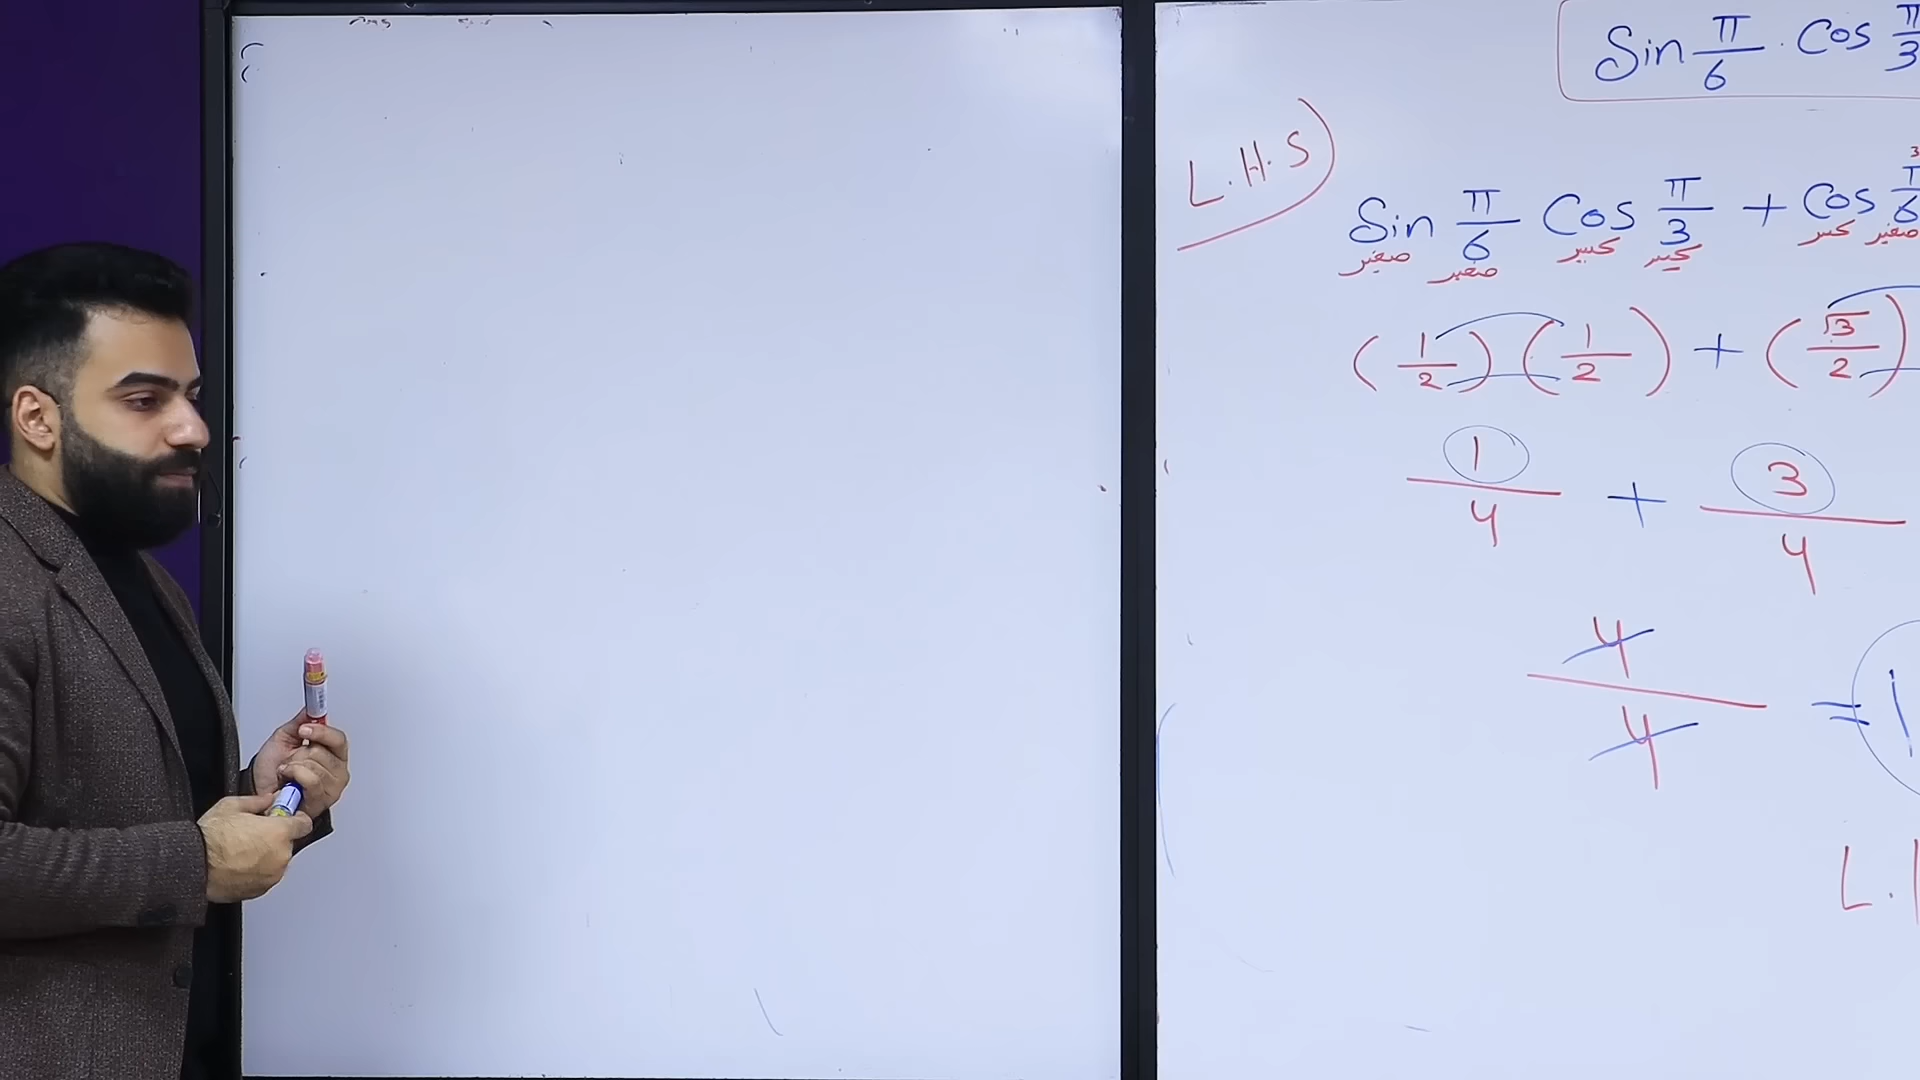 Sin π/6 . Cos π/3
L.H.S
Sin π/6 Cos π/3 + Cos π/6
صغير صغير كبير كبير كبير صغير
(1/2) (1/2) + (√3/2)
1/4 + 3/4
4/4 = 1
L.